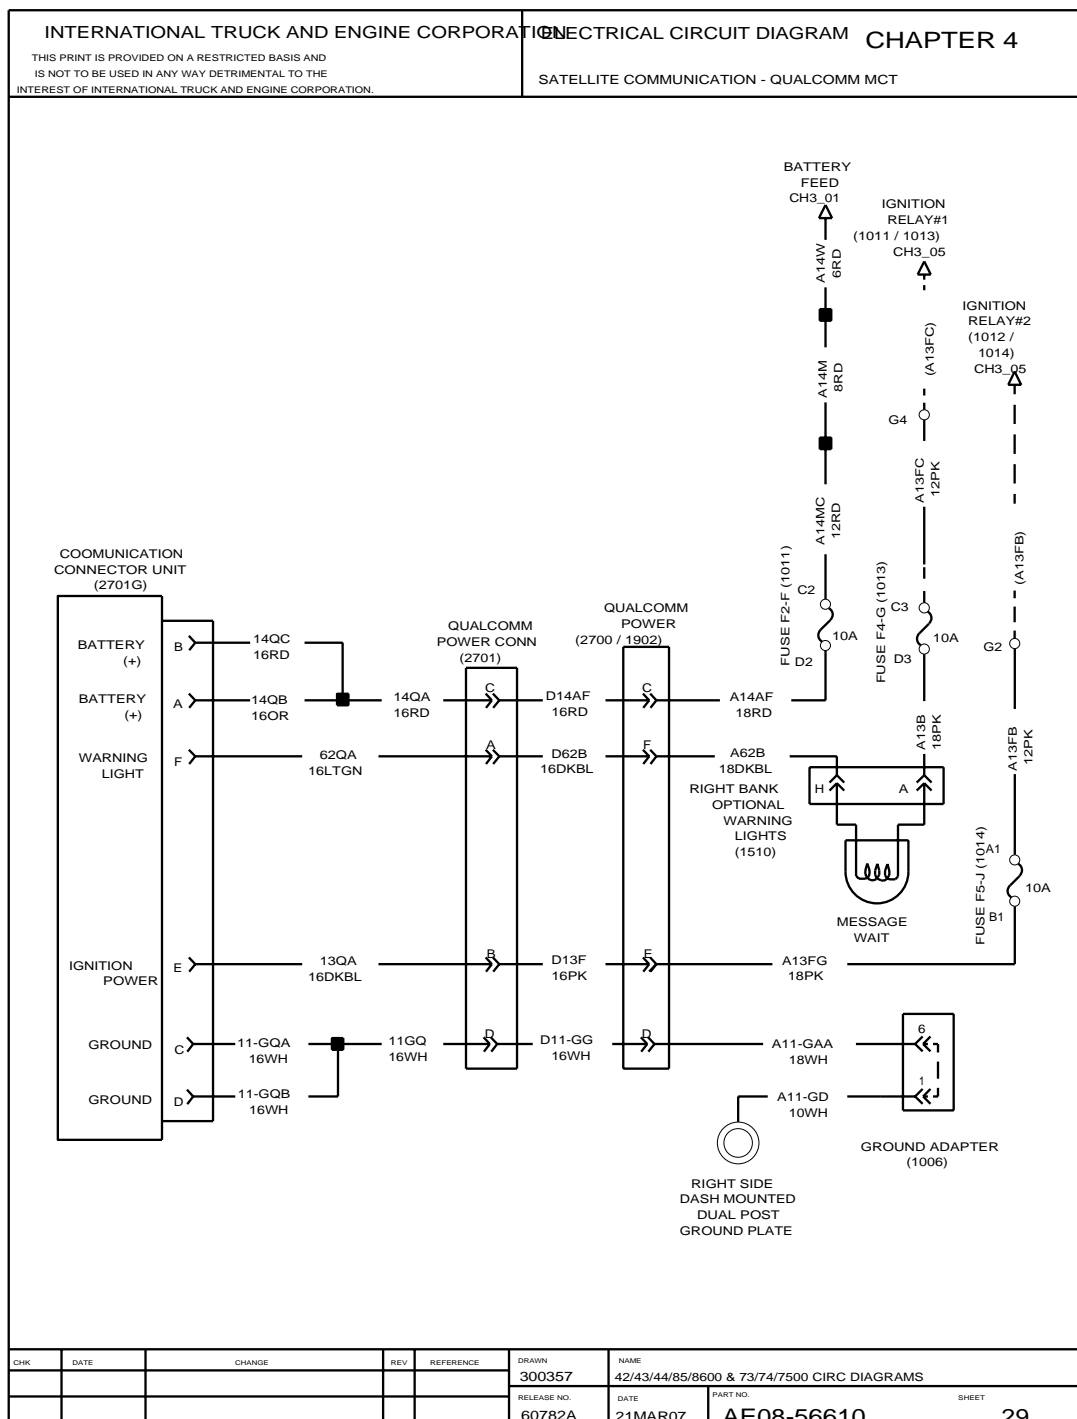 INTERNATIONAL TRUCK AND ENGINE CORPORATION
THIS PRINT IS PROVIDED ON A RESTRICTED BASIS AND
IS NOT TO BE USED IN ANY WAY DETRIMENTAL TO THE
INTEREST OF INTERNATIONAL TRUCK AND ENGINE CORPORATION.
ELECTRICAL CIRCUIT DIAGRAM
CHAPTER 4
SATELLITE COMMUNICATION - QUALCOMM MCT
BATTERY
FEED
CH3_01
A14W
6RD
A14M
8RD
A14MC
12RD
FUSE F2-F (1011)
C2
10A
D2
IGNITION
RELAY#1
(1011 / 1013)
CH3_05
(A13FC)
G4
A13FC
12PK
FUSE F4-G (1013)
C3
10A
D3
A13B
18PK
IGNITION
RELAY#2
(1012 /
1014)
CH3_05
(A13FB)
G2
A13FB
12PK
FUSE F5-J (1014)
A1
10A
B1
COOMUNICATION
CONNECTOR UNIT
(2701G)
QUALCOMM
POWER CONN
(2701)
QUALCOMM
POWER
(2700 / 1902)
BATTERY
(+)
B
14QC
16RD
BATTERY
(+)
A
14QB
16OR
14QA
16RD
C
D14AF
16RD
C
A14AF
18RD
WARNING
LIGHT
F
62QA
16LTGN
A
D62B
16DKBL
F
A62B
18DKBL
RIGHT BANK
OPTIONAL
WARNING
LIGHTS
(1510)
H
A
MESSAGE
WAIT
IGNITION
POWER
E
13QA
16DKBL
B
D13F
16PK
E
A13FG
18PK
GROUND
C
11-GQA
16WH
11GQ
16WH
D
D11-GG
16WH
D
A11-GAA
18WH
6
GROUND
D
11-GQB
16WH
A11-GD
10WH
1
GROUND ADAPTER
(1006)
RIGHT SIDE
DASH MOUNTED
DUAL POST
GROUND PLATE
CHK
DATE
CHANGE
REV
REFERENCE
DRAWN
300357
NAME
42/43/44/85/8600 & 73/74/7500 CIRC DIAGRAMS
RELEASE NO.
60782A
DATE
21MAR07
PART NO.
AE08-56610
SHEET
29